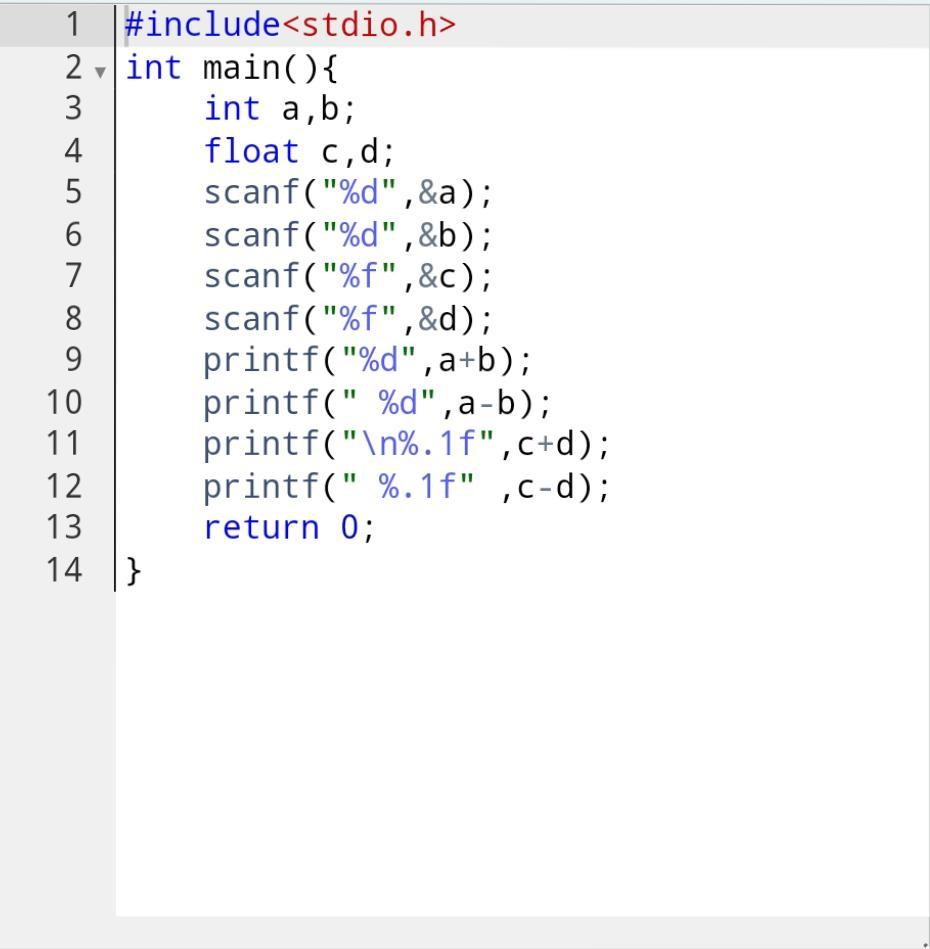 1 #include<stdio.h>
2 int main(){
3 int a,b;
4 float c,d;
5 scanf("%d",&a);
6 scanf("%d",&b);
7 scanf("%f",&c);
8 scanf("%f",&d);
9 printf("%d",a+b);
10 printf(" %d",a-b);
11 printf("\n%.1f",c+d);
12 printf(" %.1f" ,c-d);
13 return 0;
14 }